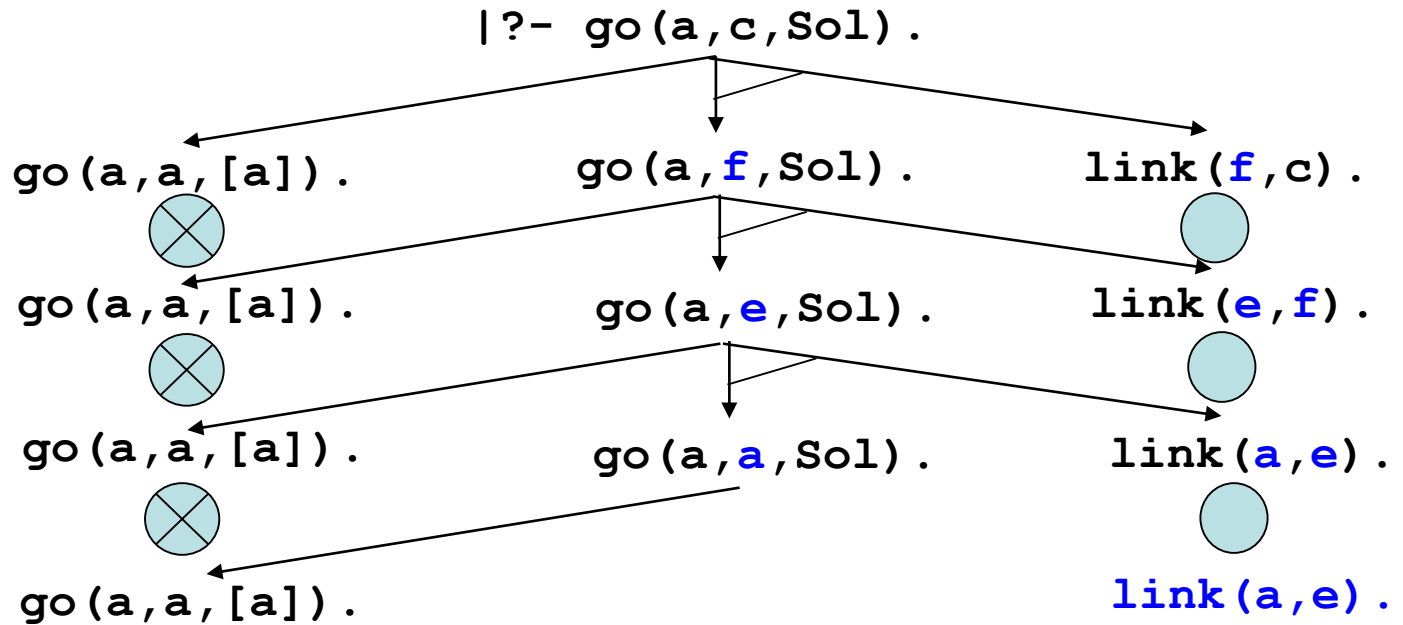 |?- go(a,c,Sol).
go(a,a,[a]). go(a,f,Sol). link(f,c).
go(a,a,[a]). go(a,e,Sol). link(e,f).
go(a,a,[a]). go(a,a,Sol). link(a,e).
go(a,a,[a]). link(a,e).